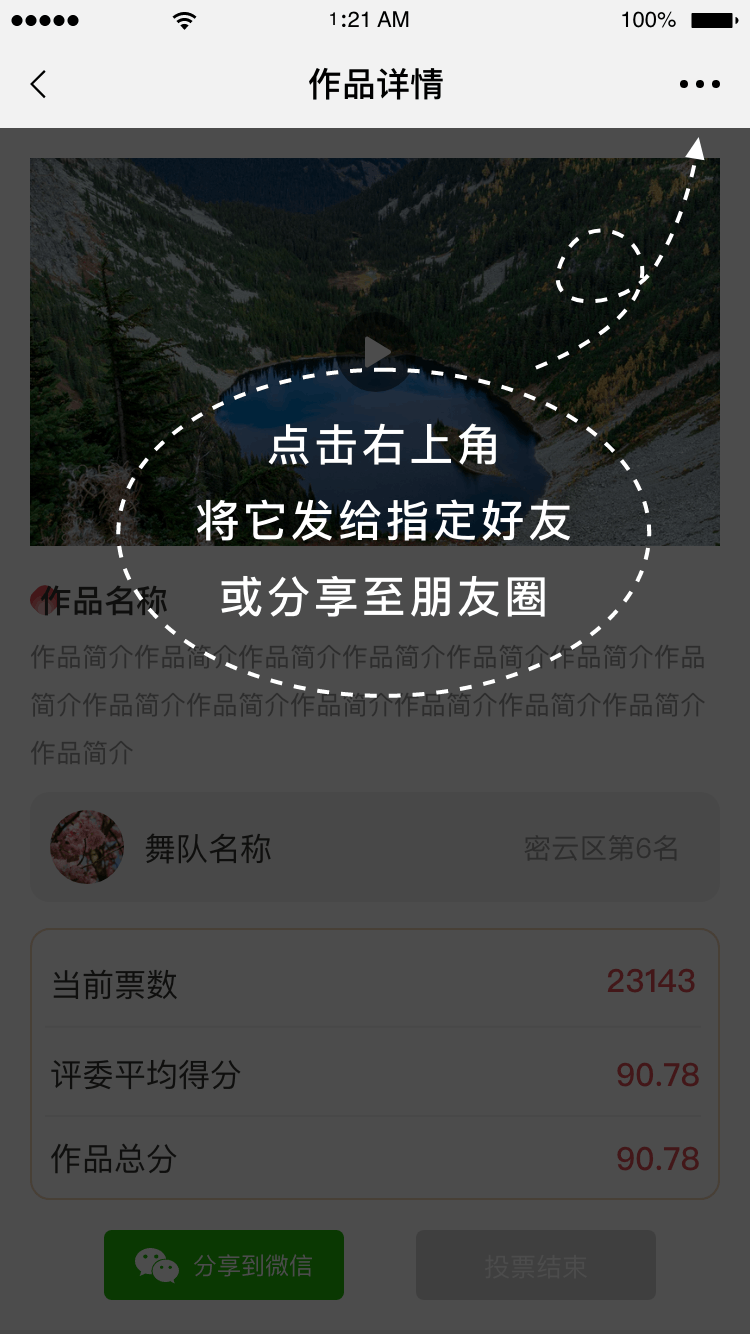 1:21 AM
100%
作品详情
点击右上角
将它发给指定好友
或分享至朋友圈
作品名称
作品简介作品简介作品简介作品简介作品简介作品简介作品
简介作品简介作品简介作品简介作品简介作品简介作品简介
作品简介
舞队名称
密云区第6名
当前票数
23143
评委平均得分
90.78
作品总分
90.78
分享到微信
投票结束